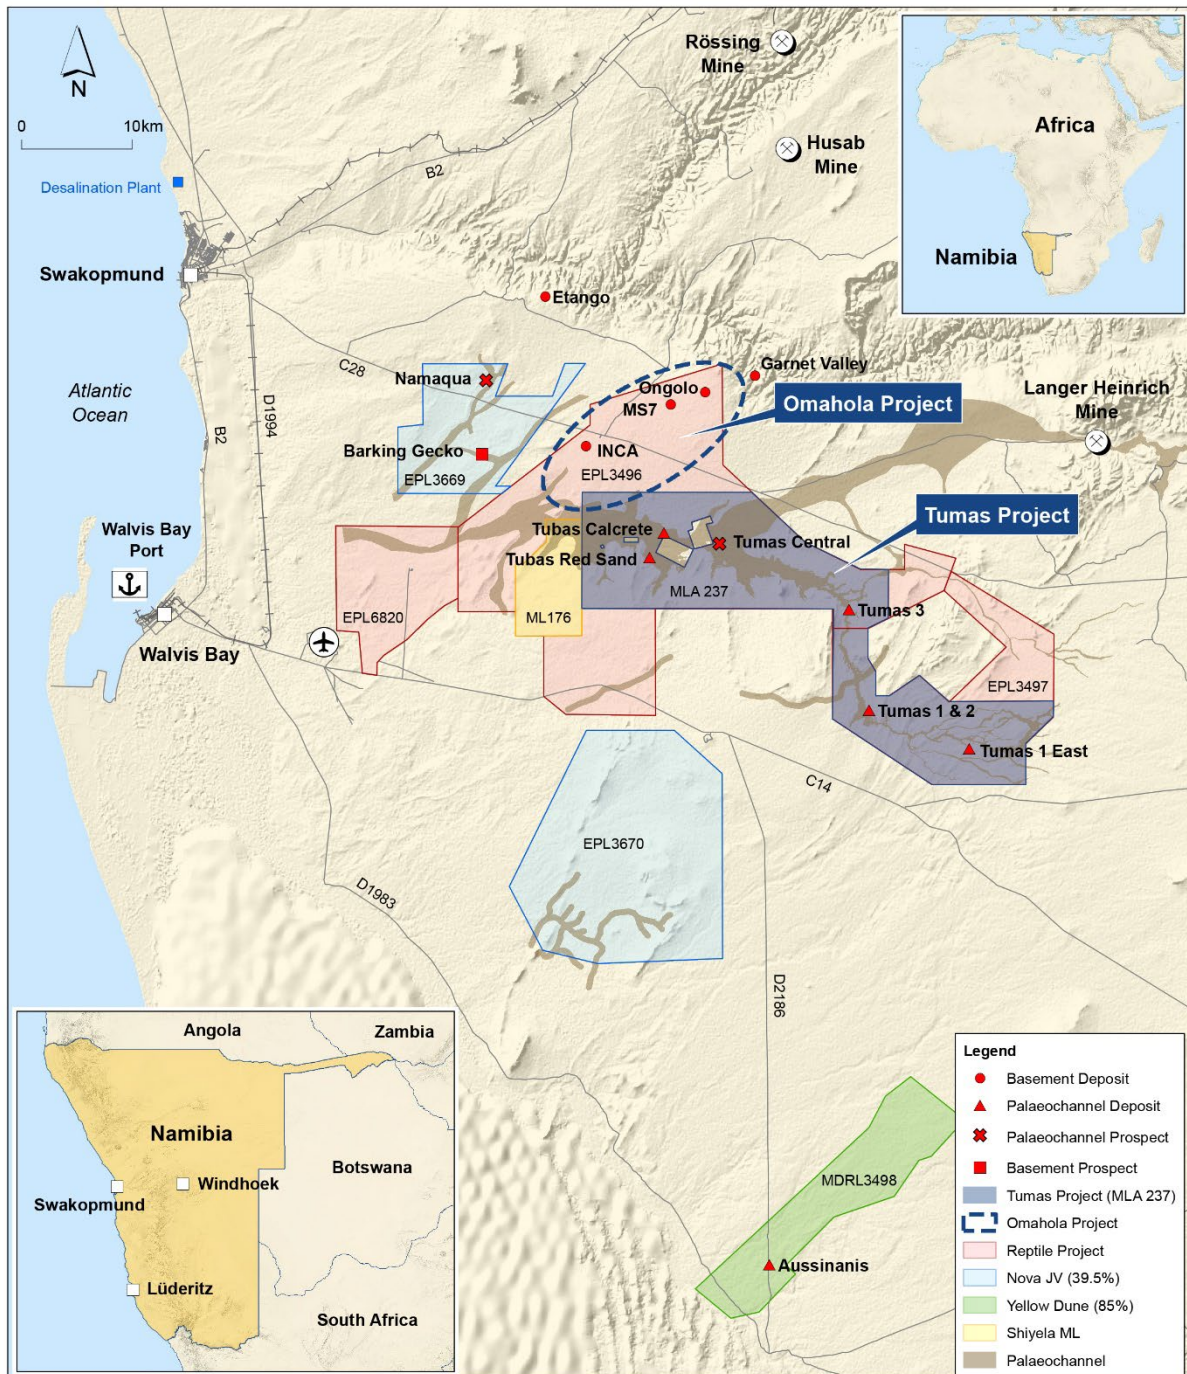 N
0
10km
Rössing
Mine
Husab
Mine
Africa
Namibia
Desalination Plant
B2
Swakopmund
Etango
C28
Atlantic
Ocean
D1994
B2
Namaqua
Ongolo
Garnet Valley
MS7
Omahola Project
Langer Heinrich
Mine
Barking Gecko
INCA
EPL3669
EPL3496
Tumas Project
Walvis Bay
Port
Tubas Calcrete
Tumas Central
Tubas Red Sand
MLA 237
EPL6820
ML176
Tumas 3
Walvis Bay
EPL3497
Tumas 1 & 2
Tumas 1 East
C14
EPL3670
D1983
D2186
MDRL3498
Aussinanis
Angola
Zambia
Namibia
Botswana
Windhoek
Swakopmund
Lüderitz
South Africa
Legend
Basement Deposit
Palaeochannel Deposit
Palaeochannel Prospect
Basement Prospect
Tumas Project (MLA 237)
Omahola Project
Reptile Project
Nova JV (39.5%)
Yellow Dune (85%)
Shiyela ML
Palaeochannel